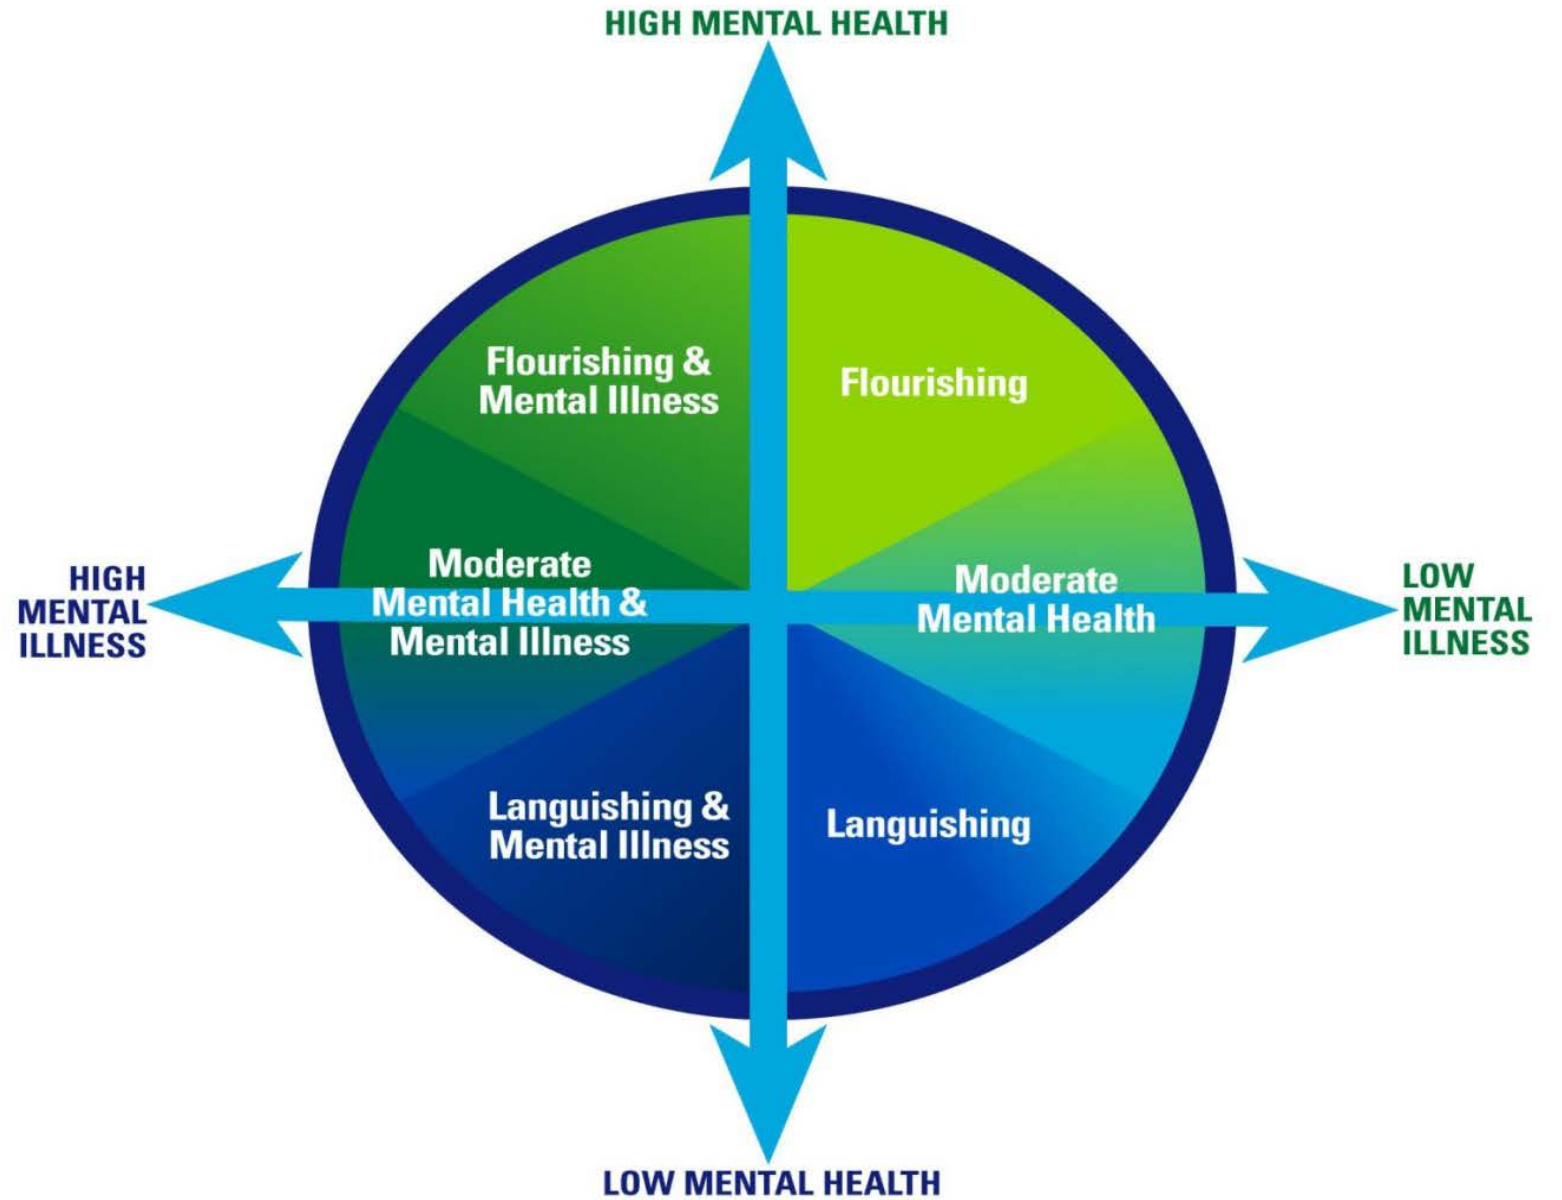 HIGH MENTAL HEALTH
Flourishing &
Mental Illness
Flourishing
HIGH
MENTAL
ILLNESS
Moderate
Mental Health &
Mental Illness
Moderate
Mental Health
LOW
MENTAL
ILLNESS
Languishing &
Mental Illness
Languishing
LOW MENTAL HEALTH